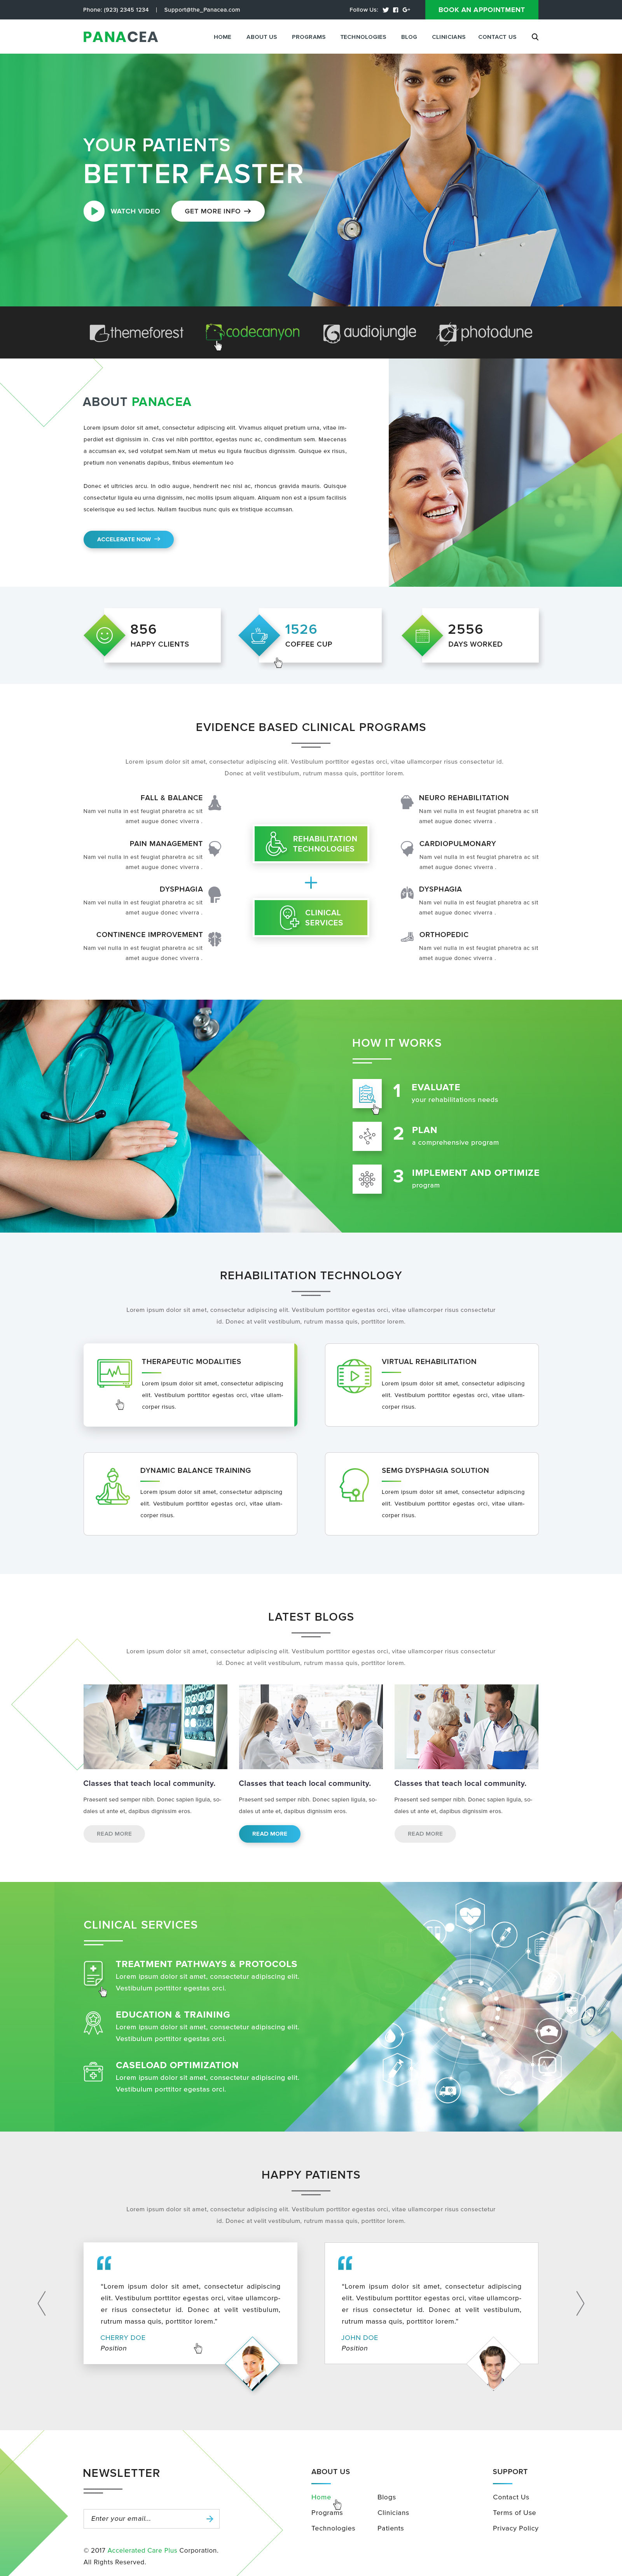 Phone: (923) 2345 1234 | Support@the_Panacea.com
Follow Us:
BOOK AN APPOINTMENT
PANACEA
HOME ABOUT US PROGRAMS TECHNOLOGIES BLOG CLINICIANS CONTACT US
YOUR PATIENTS
BETTER FASTER
WATCH VIDEO
GET MORE INFO
themeforest
codecanyon
audiojungle
photodune
ABOUT PANACEA
Lorem ipsum dolor sit amet, consectetur adipiscing elit. Vivamus aliquet pretium urna, vitae im-
perdiet est dignissim in. Cras vel nibh porttitor, egestas nunc ac, condimentum sem. Maecenas
a accumsan ex, sed volutpat sem.Nam ut metus eu ligula faucibus dignissim. Quisque ex risus,
pretium non venenatis dapibus, finibus elementum leo
Donec et ultricies arcu. In odio augue, hendrerit nec nisl ac, rhoncus gravida mauris. Quisque
consectetur ligula eu urna dignissim, nec mollis ipsum aliquam. Aliquam non est a ipsum facilisis
scelerisque eu sed lectus. Nullam faucibus nunc quis ex tristique accumsan.
ACCELERATE NOW
856
HAPPY CLIENTS
1526
COFFEE CUP
2556
DAYS WORKED
EVIDENCE BASED CLINICAL PROGRAMS
Lorem ipsum dolor sit amet, consectetur adipiscing elit. Vestibulum porttitor egestas orci, vitae ullamcorper risus consectetur id.
Donec at velit vestibulum, rutrum massa quis, porttitor lorem.
FALL & BALANCE
Nam vel nulla in est feugiat pharetra ac sit
amet augue donec viverra .
PAIN MANAGEMENT
Nam vel nulla in est feugiat pharetra ac sit
amet augue donec viverra .
DYSPHAGIA
Nam vel nulla in est feugiat pharetra ac sit
amet augue donec viverra .
CONTINENCE IMPROVEMENT
Nam vel nulla in est feugiat pharetra ac sit
amet augue donec viverra .
REHABILITATION
TECHNOLOGIES
CLINICAL
SERVICES
NEURO REHABILITATION
Nam vel nulla in est feugiat pharetra ac sit
amet augue donec viverra .
CARDIOPULMONARY
Nam vel nulla in est feugiat pharetra ac sit
amet augue donec viverra .
DYSPHAGIA
Nam vel nulla in est feugiat pharetra ac sit
amet augue donec viverra .
ORTHOPEDIC
Nam vel nulla in est feugiat pharetra ac sit
amet augue donec viverra .
HOW IT WORKS
1 EVALUATE
your rehabilitations needs
2 PLAN
a comprehensive program
3 IMPLEMENT AND OPTIMIZE
program
REHABILITATION TECHNOLOGY
Lorem ipsum dolor sit amet, consectetur adipiscing elit. Vestibulum porttitor egestas orci, vitae ullamcorper risus consectetur
id. Donec at velit vestibulum, rutrum massa quis, porttitor lorem.
THERAPEUTIC MODALITIES
Lorem ipsum dolor sit amet, consectetur adipiscing
elit. Vestibulum porttitor egestas orci, vitae ullam-
corper risus.
VIRTUAL REHABILITATION
Lorem ipsum dolor sit amet, consectetur adipiscing
elit. Vestibulum porttitor egestas orci, vitae ullam-
corper risus.
DYNAMIC BALANCE TRAINING
Lorem ipsum dolor sit amet, consectetur adipiscing
elit. Vestibulum porttitor egestas orci, vitae ullam-
corper risus.
SEMG DYSPHAGIA SOLUTION
Lorem ipsum dolor sit amet, consectetur adipiscing
elit. Vestibulum porttitor egestas orci, vitae ullam-
corper risus.
LATEST BLOGS
Lorem ipsum dolor sit amet, consectetur adipiscing elit. Vestibulum porttitor egestas orci, vitae ullamcorper risus consectetur
id. Donec at velit vestibulum, rutrum massa quis, porttitor lorem.
Classes that teach local community.
Praesent sed semper nibh. Donec sapien ligula, so-
dales ut ante et, dapibus dignissim eros.
READ MORE
Classes that teach local community.
Praesent sed semper nibh. Donec sapien ligula, so-
dales ut ante et, dapibus dignissim eros.
READ MORE
Classes that teach local community.
Praesent sed semper nibh. Donec sapien ligula, so-
dales ut ante et, dapibus dignissim eros.
READ MORE
CLINICAL SERVICES
TREATMENT PATHWAYS & PROTOCOLS
Lorem ipsum dolor sit amet, consectetur adipiscing elit.
Vestibulum porttitor egestas orci.
EDUCATION & TRAINING
Lorem ipsum dolor sit amet, consectetur adipiscing elit.
Vestibulum porttitor egestas orci.
CASELOAD OPTIMIZATION
Lorem ipsum dolor sit amet, consectetur adipiscing elit.
Vestibulum porttitor egestas orci.
HAPPY PATIENTS
Lorem ipsum dolor sit amet, consectetur adipiscing elit. Vestibulum porttitor egestas orci, vitae ullamcorper risus consectetur
id. Donec at velit vestibulum, rutrum massa quis, porttitor lorem.
"Lorem ipsum dolor sit amet, consectetur adipiscing
elit. Vestibulum porttitor egestas orci, vitae ullamcorp-
er risus consectetur id. Donec at velit vestibulum,
rutrum massa quis, porttitor lorem."
CHERRY DOE
Position
"Lorem ipsum dolor sit amet, consectetur adipiscing
elit. Vestibulum porttitor egestas orci, vitae ullamcorp-
er risus consectetur id. Donec at velit vestibulum,
rutrum massa quis, porttitor lorem."
JOHN DOE
Position
NEWSLETTER
Enter your email...
© 2017 Accelerated Care Plus Corporation.
All Rights Reserved.
ABOUT US
Home
Programs
Technologies
Blogs
Clinicians
Patients
SUPPORT
Contact Us
Terms of Use
Privacy Policy